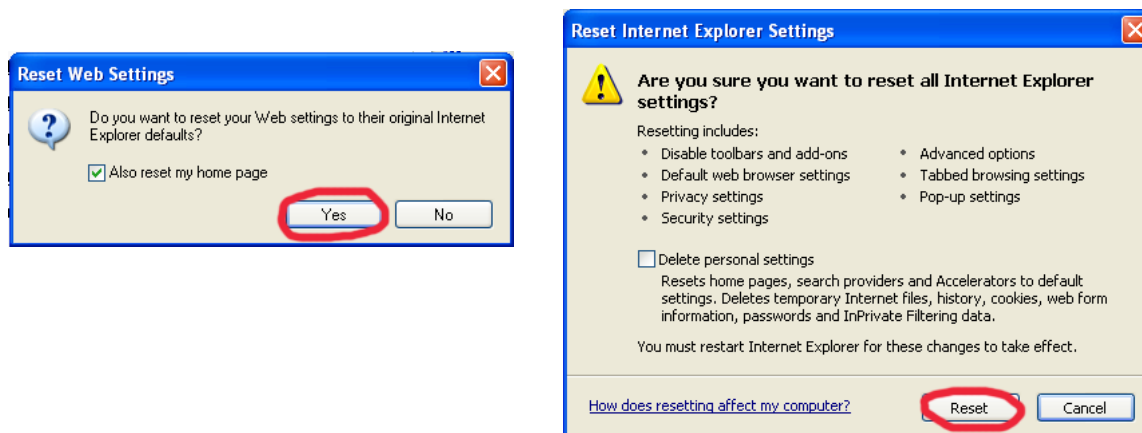 Reset Web Settings
Do you want to reset your Web settings to their original Internet
Explorer defaults?
Also reset my home page
Yes
No
Reset Internet Explorer Settings
Are you sure you want to reset all Internet Explorer
settings?
Resetting includes:
• Disable toolbars and add-ons
• Default web browser settings
• Privacy settings
• Security settings
• Advanced options
• Tabbed browsing settings
• Pop-up settings
Delete personal settings
Resets home pages, search providers and Accelerators to default
settings. Deletes temporary Internet files, history, cookies, web form
information, passwords and InPrivate Filtering data.
You must restart Internet Explorer for these changes to take effect.
How does resetting affect my computer?
Reset
Cancel